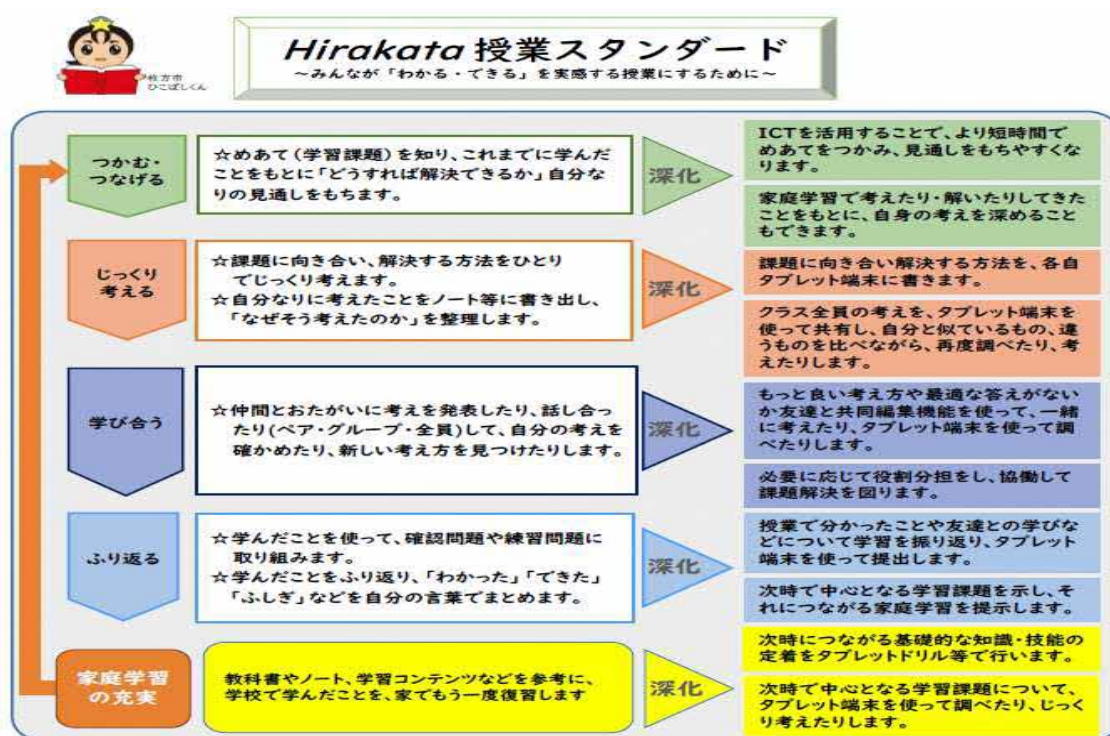 Hirakata 授業スタンダード
～みんなが「わかる・できる」を実感する授業にするために～
枚方市
ひこぼしくん
つかむ・
つなげる
☆めあて(学習課題)を知り、これまでに学んだ
ことをもとに「どうすれば解決できるか」自分な
りの見通しをもちます。
深化
ICTを活用することで、より短時間で
めあてをつかみ、見通しをもちやすくな
ります。
家庭学習で考えたり・解いたりしてきた
ことをもとに、自身の考えを深めること
もできます。
じっくり
考える
☆課題に向き合い、解決する方法をひとり
でじっくり考えます。
☆自分なりに考えたことをノート等に書き出し、
「なぜそう考えたのか」を整理します。
深化
課題に向き合い解決する方法を、各自
タブレット端末に書きます。
クラス全員の考えを、タブレット端末を
使って共有し、自分と似ているもの、違
うものを比べながら、再度調べたり、考
えたりします。
学び合う
☆仲間とおたがいに考えを発表したり、話し合っ
たり(ペア・グループ・全員)して、自分の考えを
確かめたり、新しい考え方を見つけたりします。
深化
もっと良い考え方や最適な答えがない
か友達と共同編集機能を使って、一緒
に考えたり、タブレット端末を使って調
べたりします。
必要に応じて役割分担をし、協働して
課題解決を図ります。
ふり返る
☆学んだことを使って、確認問題や練習問題に
取り組みます。
☆学んだことをふり返り、「わかった」「できた」
「ふしぎ」などを自分の言葉でまとめます。
深化
授業で分かったことや友達との学びな
どについて学習を振り返り、タブレット
端末を使って提出します。
次時で中心となる学習課題を示し、そ
れにつながる家庭学習を提示します。
家庭学習
の充実
教科書やノート、学習コンテンツなどを参考に、
学校で学んだことを、家でもう一度復習します
深化
次時につながる基礎的な知識・技能の
定着をタブレットドリル等で行います。
次時で中心となる学習課題について、
タブレット端末を使って調べたり、じっ
くり考えたりします。